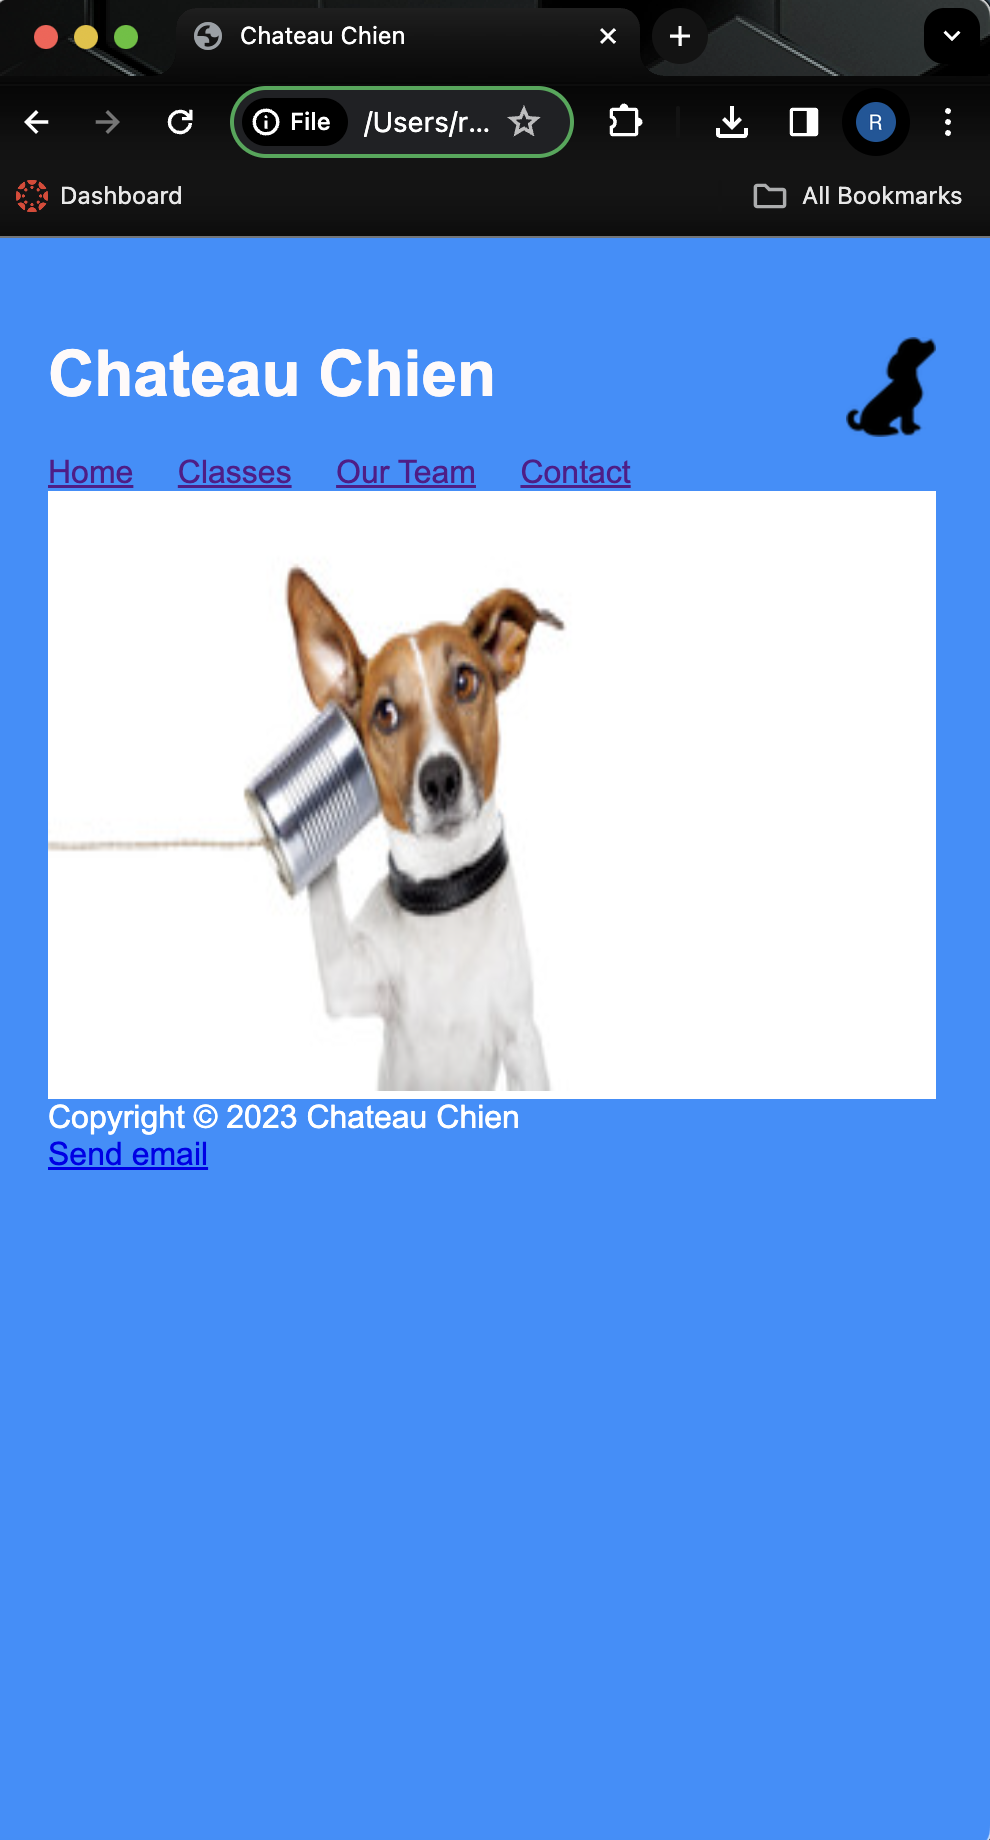 Chateau Chien
File /Users/r... R
Dashboard All Bookmarks
Chateau Chien
Home Classes Our Team Contact
Copyright © 2023 Chateau Chien
Send email